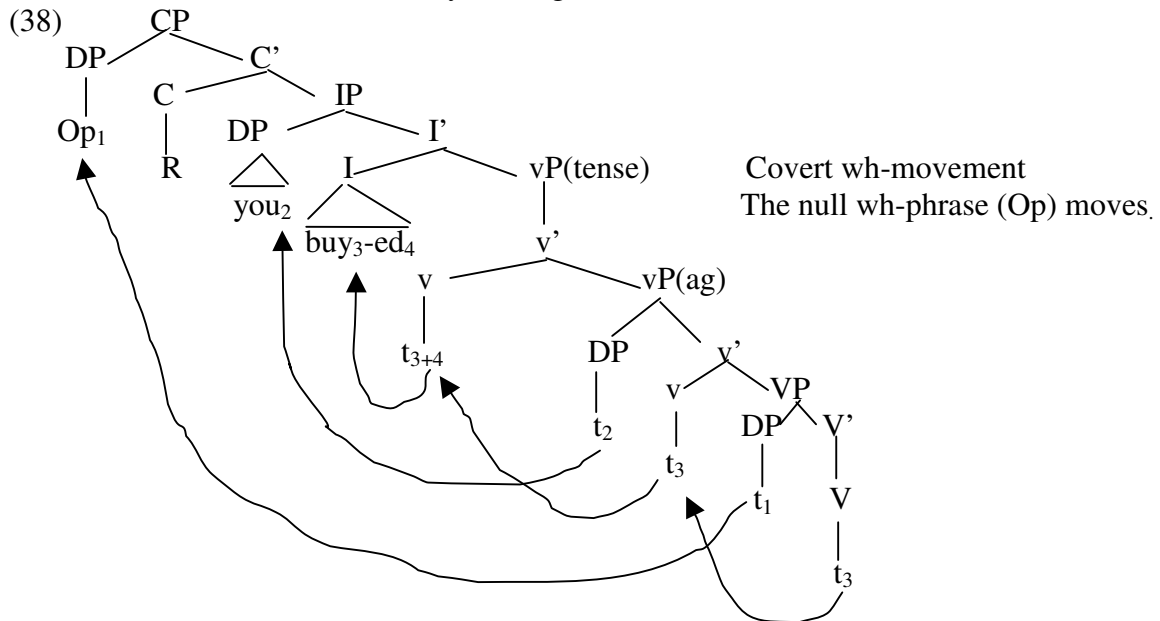 (38) CP
DP C’
C IP
Op1 DP I’
R I vP(tense) Covert wh-movement
you2 The null wh-phrase (Op) moves.
buy3-ed4 v’
v vP(ag)
t3+4 DP v’
v VP
t2 DP V’
t3
t1 V
t3